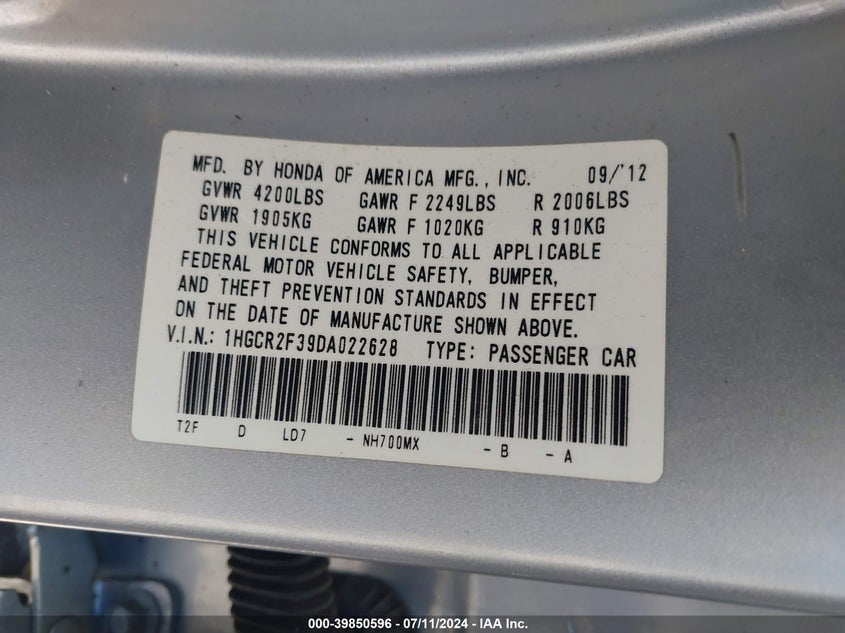 MFD. BY HONDA OF AMERICA MFG., INC. 09/'12
GVWR 4200LBS GAWR F 2249LBS R 2006LBS
GVWR 1905KG GAWR F 1020KG R 910KG
THIS VEHICLE CONFORMS TO ALL APPLICABLE
FEDERAL MOTOR VEHICLE SAFETY, BUMPER,
AND THEFT PREVENTION STANDARDS IN EFFECT
ON THE DATE OF MANUFACTURE SHOWN ABOVE.
V.I.N.: 1HGCR2F39DA022628 TYPE: PASSENGER CAR
T2F D LD7 - NH700MX - B - A
000-39850596 - 07/11/2024 - IAA Inc.